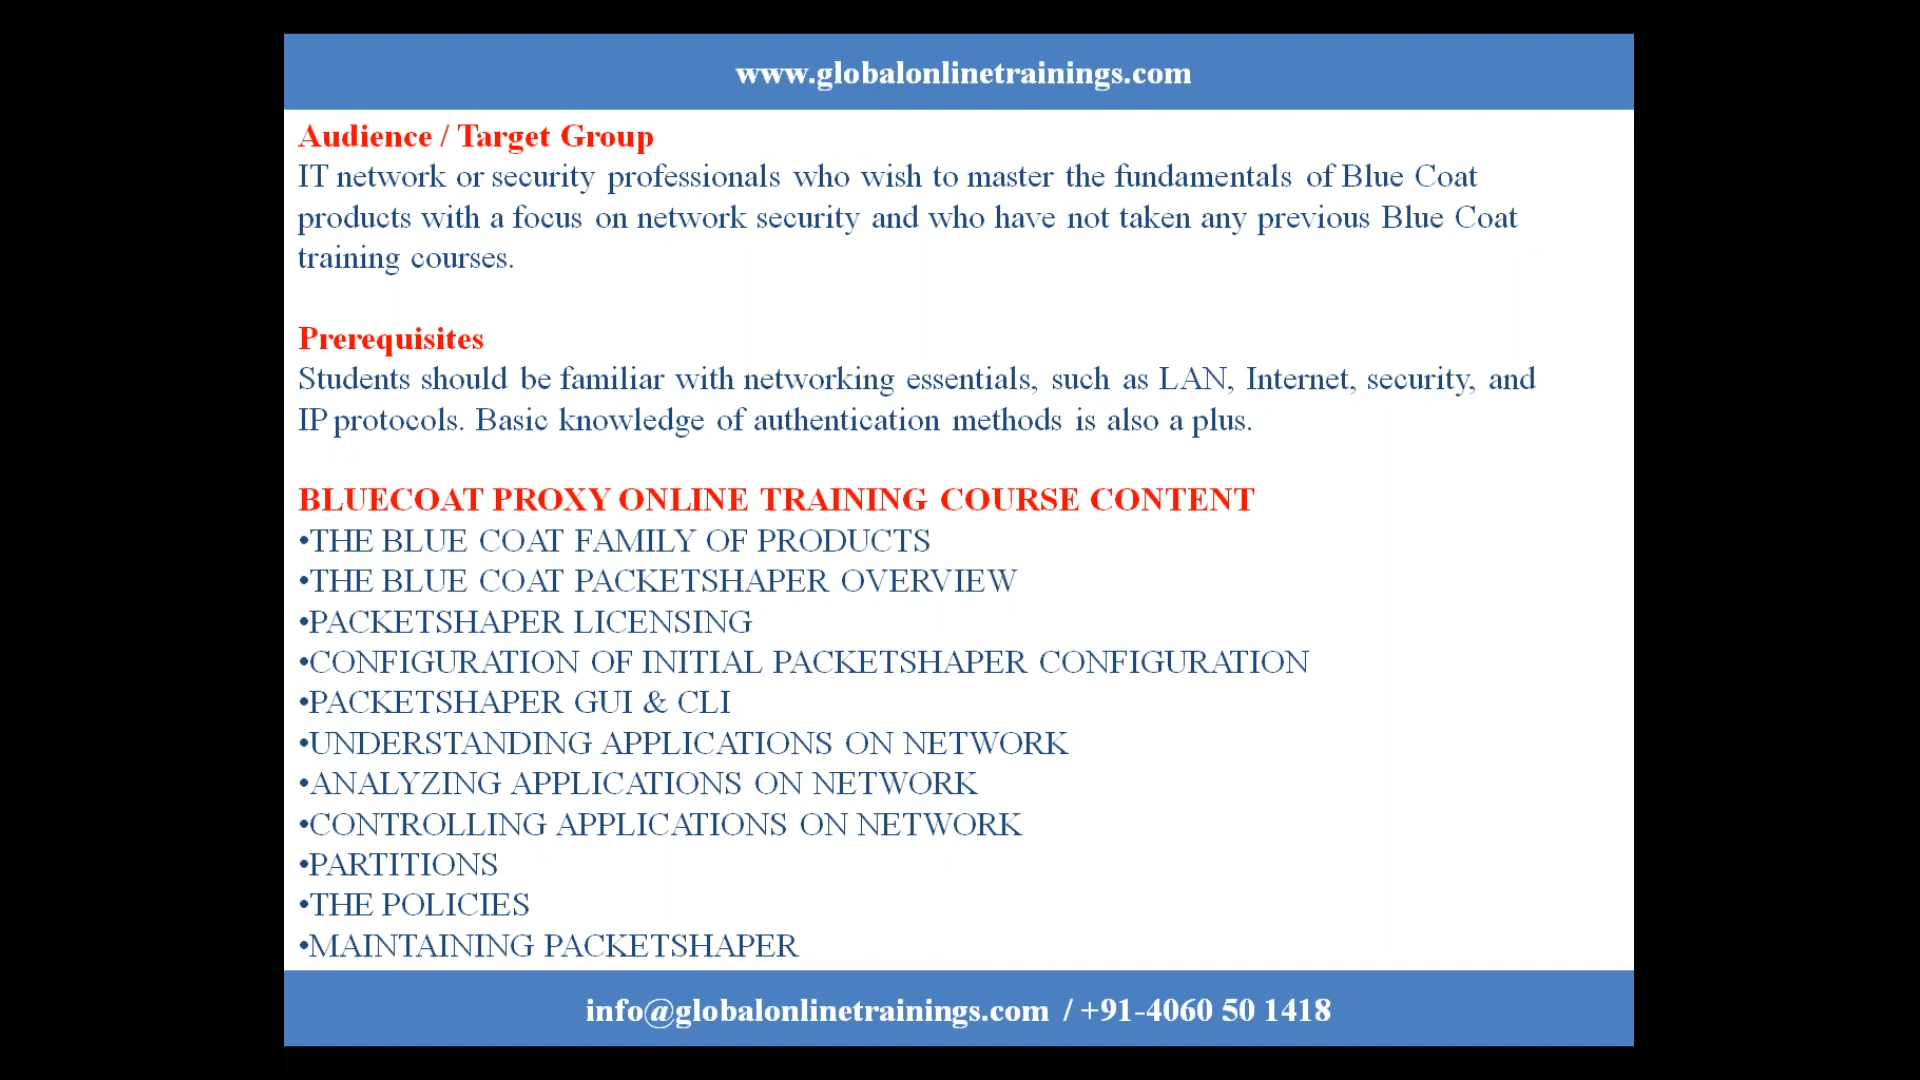 www.globalonlinetrainings.com
Audience / Target Group
IT network or security professionals who wish to master the fundamentals of Blue Coat
products with a focus on network security and who have not taken any previous Blue Coat
training courses.
Prerequisites
Students should be familiar with networking essentials, such as LAN, Internet, security, and
IP protocols. Basic knowledge of authentication methods is also a plus.
BLUECOAT PROXY ONLINE TRAINING COURSE CONTENT
•THE BLUE COAT FAMILY OF PRODUCTS
•THE BLUE COAT PACKETSHAPER OVERVIEW
•PACKETSHAPER LICENSING
•CONFIGURATION OF INITIAL PACKETSHAPER CONFIGURATION
•PACKETSHAPER GUI & CLI
•UNDERSTANDING APPLICATIONS ON NETWORK
•ANALYZING APPLICATIONS ON NETWORK
•CONTROLLING APPLICATIONS ON NETWORK
•PARTITIONS
•THE POLICIES
•MAINTAINING PACKETSHAPER
info@globalonlinetrainings.com / +91-4060 50 1418